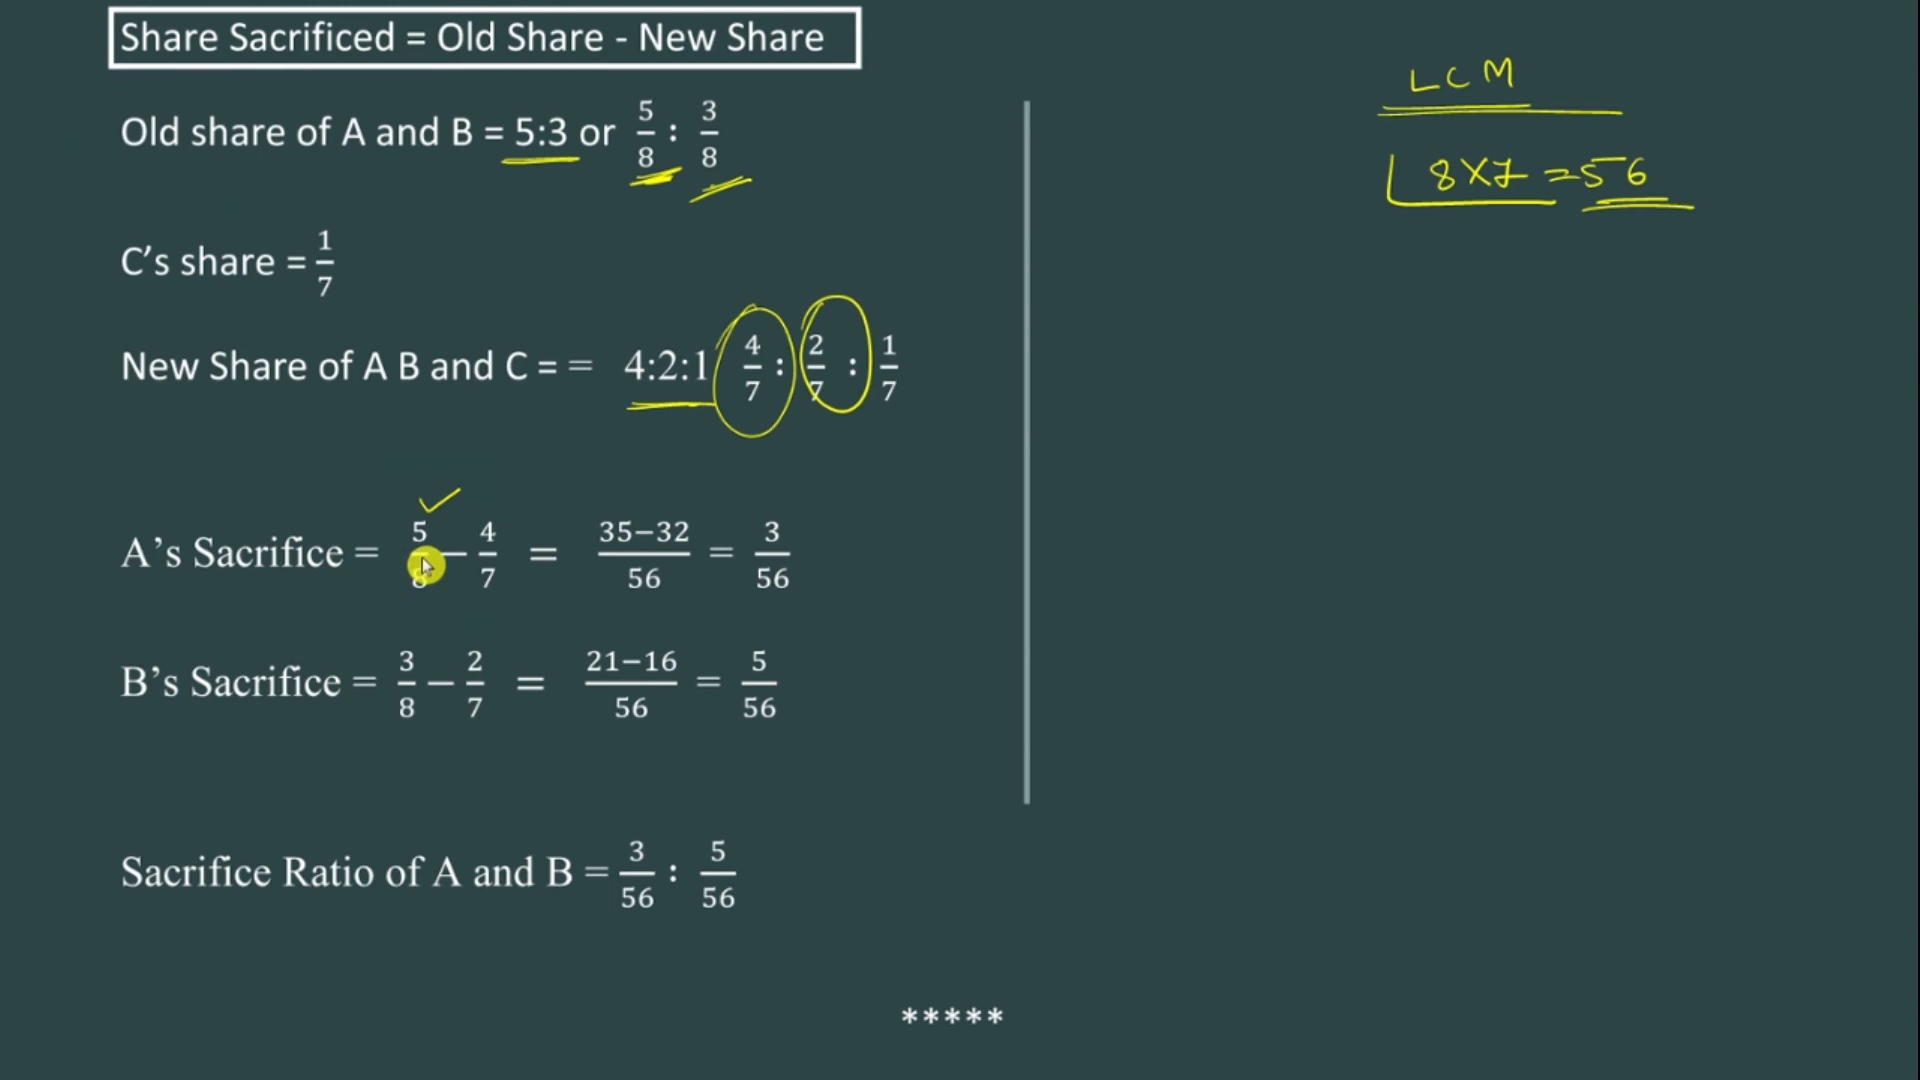 Share Sacrificed = Old Share - New Share
Old share of A and B = 5:3 or 5/8 : 3/8
C's share = 1/7
New Share of A B and C = = 4:2:1 4/7 : 2/7 : 1/7
A's Sacrifice = 5/8 − 4/7 = 35−32/56 = 3/56
B's Sacrifice = 3/8 − 2/7 = 21−16/56 = 5/56
Sacrifice Ratio of A and B = 3/56 : 5/56
*****
LCM
8×7 = 56